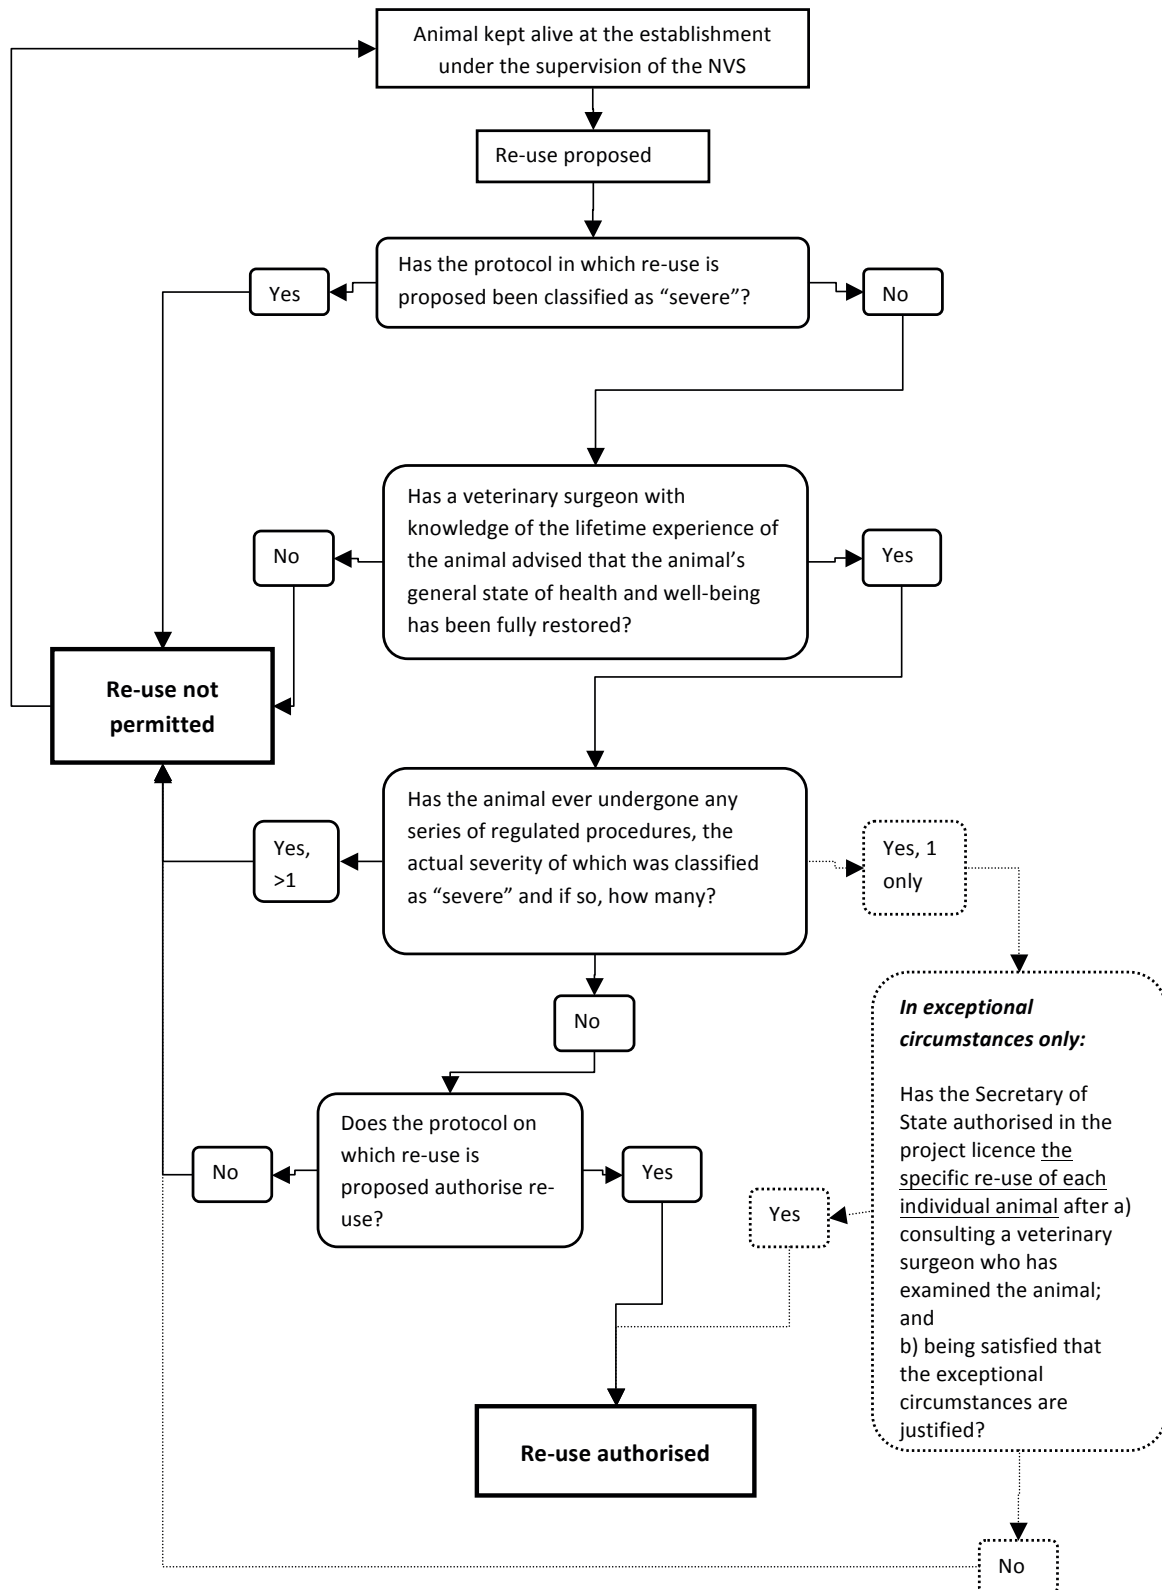 Animal kept alive at the establishment
under the supervision of the NVS
Re-use proposed
Has the protocol in which re-use is
proposed been classified as “severe”?
Yes
No
Has a veterinary surgeon with
knowledge of the lifetime experience of
the animal advised that the animal’s
general state of health and well-being
has been fully restored?
No
Yes
Re-use not
permitted
Has the animal ever undergone any
series of regulated procedures, the
actual severity of which was classified
as “severe” and if so, how many?
Yes,
>1
Yes, 1
only
No
In exceptional
circumstances only:
Has the Secretary of
State authorised in the
project licence the
specific re-use of each
individual animal after a)
consulting a veterinary
surgeon who has
examined the animal;
and
b) being satisfied that
the exceptional
circumstances are
justified?
Does the protocol on
which re-use is
proposed authorise re-
use?
No
Yes
Yes
Re-use authorised
No